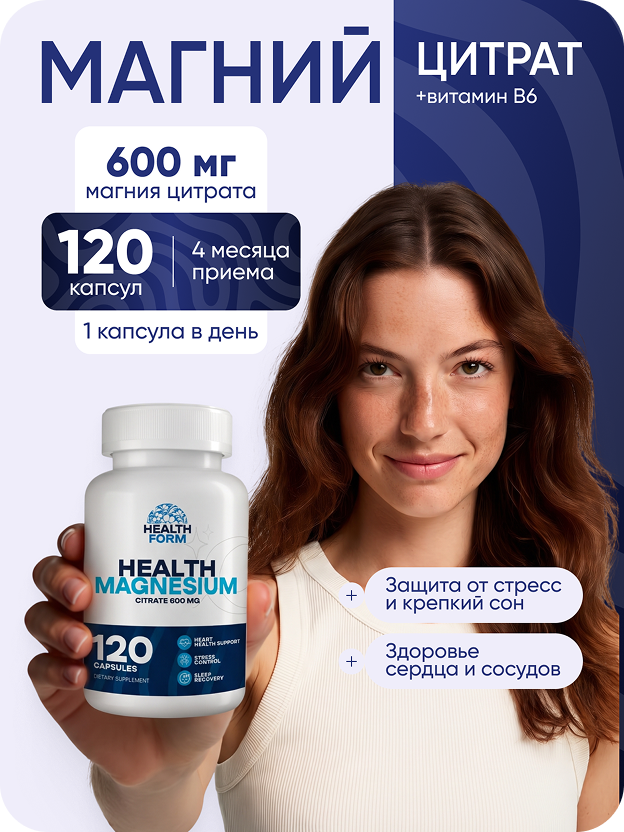 МАГНИЙ
ЦИТРАТ
+витамин B6
600 мг
магния цитрата
120
капсул
4 месяца
приема
1 капсула в день
HEALTH
FORM
HEALTH
MAGNESIUM
CITRATE 600 MG
120
CAPSULES
DIETARY SUPPLEMENT
HEART
HEALTH SUPPORT
STRESS
CONTROL
SLEEP
RECOVERY
+ Защита от стресс
и крепкий сон
+ Здоровье
сердца и сосудов